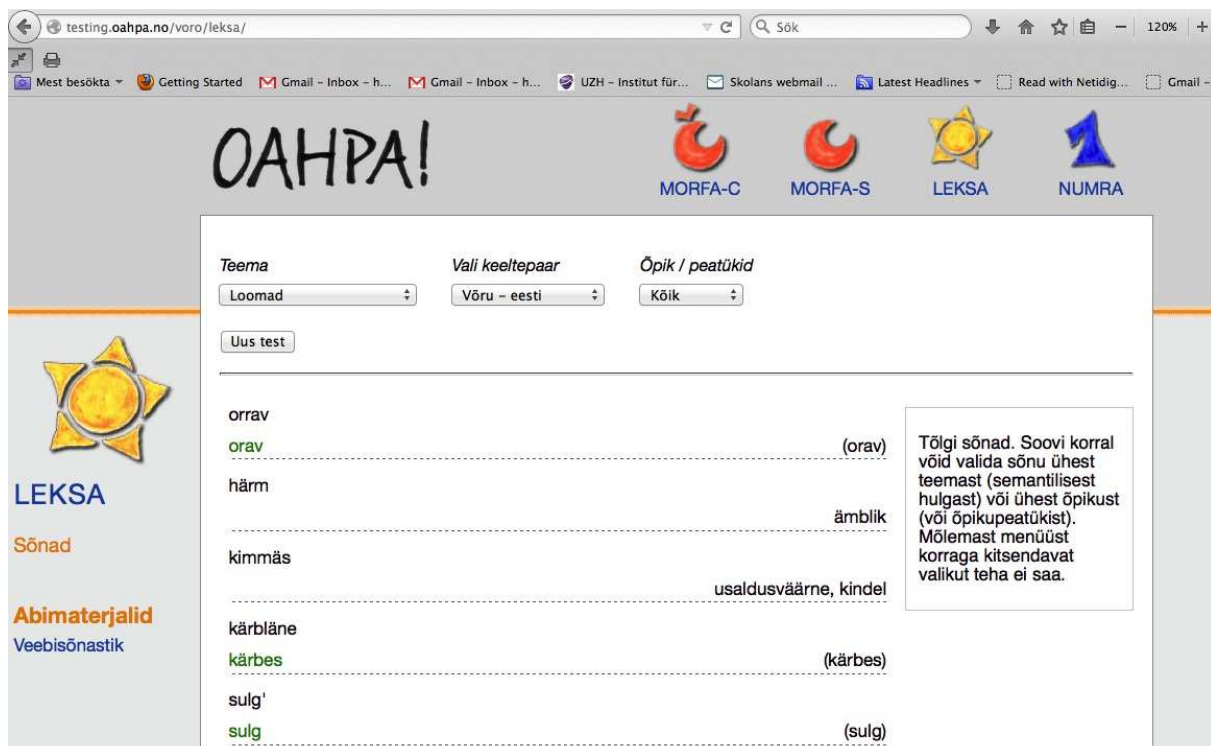 testing.oahpa.no/voro/leksa/
Sök
120%
Mest besökta
Getting Started
Gmail – Inbox – h...
Gmail – Inbox – h...
UZH – Institut für...
Skolans webmail ...
Latest Headlines
Read with Netidig...
Gmail –
OAHPA!
MORFA-C
MORFA-S
LEKSA
NUMRA
Teema
Vali keeltepaar
Õpik / peatükid
Loomad
Võru – eesti
Kõik
Uus test
LEKSA
Sõnad
Abimaterjalid
Veebisõnastik
orrav
orav (orav)
härm
ämblik
kimmäs
usaldusväärne, kindel
kärbläne
kärbes (kärbes)
sulg'
sulg (sulg)
Tõlgi sõnad. Soovi korral
võid valida sõnu ühest
teemast (semantilisest
hulgast) või ühest õpikust
(või õpikupeatükist).
Mõlemast menüüst
korraga kitsendavat
valikut teha ei saa.